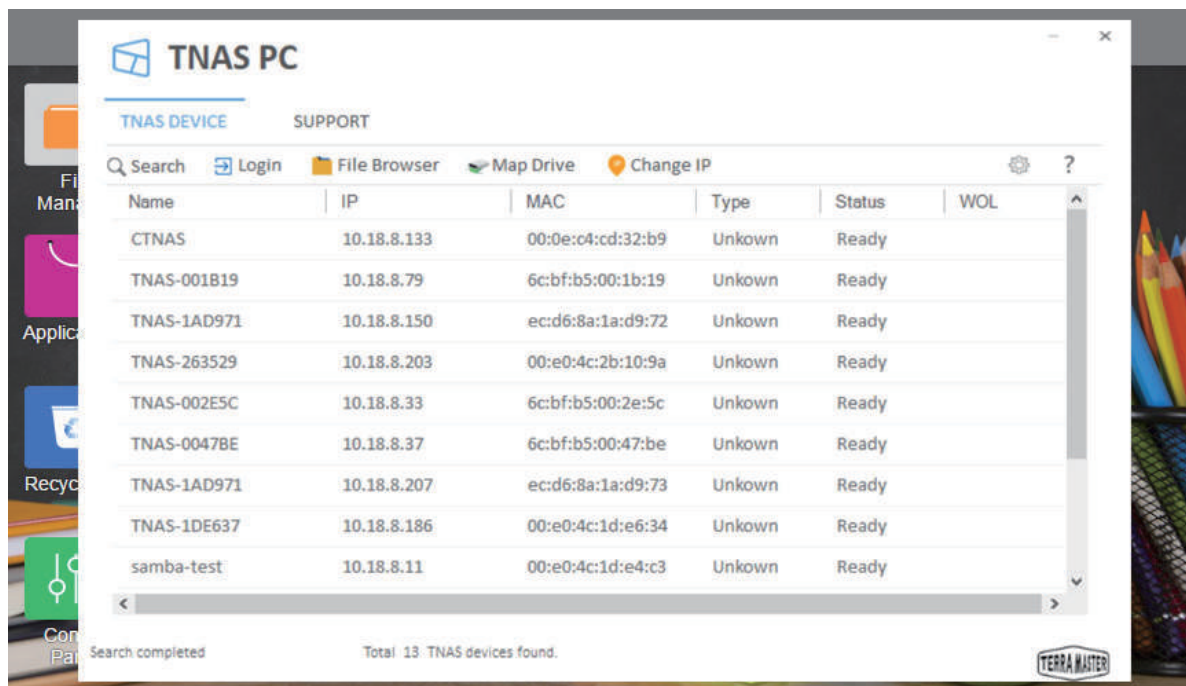 TNAS PC
TNAS DEVICE SUPPORT
Search Login File Browser Map Drive Change IP ?
Name IP MAC Type Status WOL
CTNAS 10.18.8.133 00:0e:c4:cd:32:b9 Unkown Ready
TNAS-001B19 10.18.8.79 6c:bf:b5:00:1b:19 Unkown Ready
TNAS-1AD971 10.18.8.150 ec:d6:8a:1a:d9:72 Unkown Ready
TNAS-263529 10.18.8.203 00:e0:4c:2b:10:9a Unkown Ready
TNAS-002E5C 10.18.8.33 6c:bf:b5:00:2e:5c Unkown Ready
TNAS-0047BE 10.18.8.37 6c:bf:b5:00:47:be Unkown Ready
TNAS-1AD971 10.18.8.207 ec:d6:8a:1a:d9:73 Unkown Ready
TNAS-1DE637 10.18.8.186 00:e0:4c:1d:e6:34 Unkown Ready
samba-test 10.18.8.11 00:e0:4c:1d:e4:c3 Unkown Ready
Search completed Total 13 TNAS devices found.
TERRA MASTER
Fi
Mana
Applica
Recyc
Con
Pa